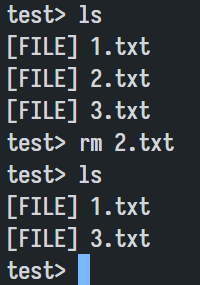 test> ls
[FILE] 1.txt
[FILE] 2.txt
[FILE] 3.txt
test> rm 2.txt
test> ls
[FILE] 1.txt
[FILE] 3.txt
test>